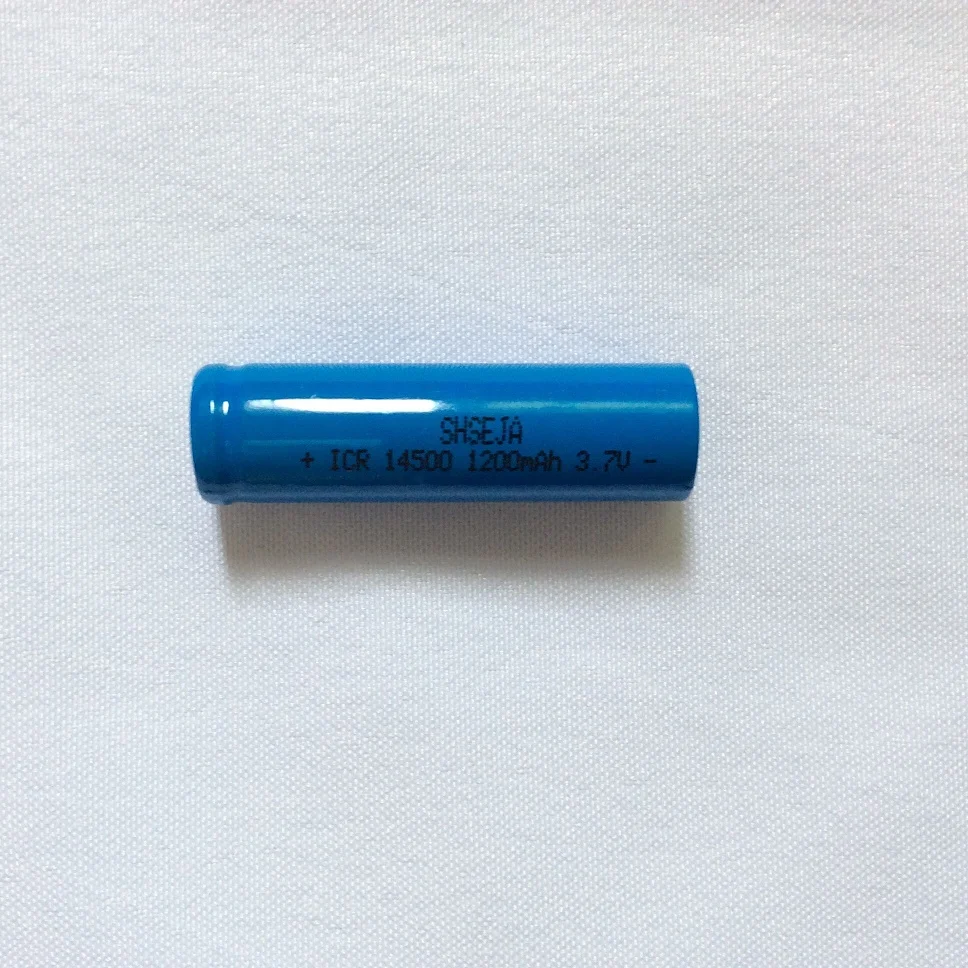 SHSEJA
+ ICR 14500 1200mAh 3.7V -